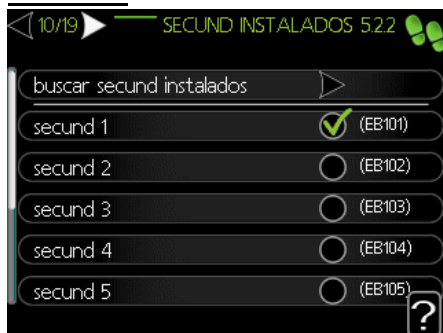 10/19 SECUND INSTALADOS 5.2.2
buscar secund instalados
secund 1 (EB101)
secund 2 (EB102)
secund 3 (EB103)
secund 4 (EB104)
secund 5 (EB105)
?